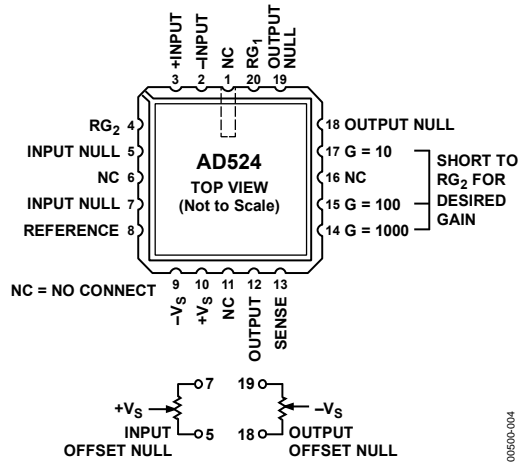 +INPUT
–INPUT
NC
RG1
OUTPUT
NULL
3 2 1 20 19
RG2 4
INPUT NULL 5
NC 6
INPUT NULL 7
REFERENCE 8
AD524
TOP VIEW
(Not to Scale)
18 OUTPUT NULL
17 G = 10
16 NC
15 G = 100
14 G = 1000
SHORT TO
RG2 FOR
DESIRED
GAIN
NC = NO CONNECT
9 10 11 12 13
–VS
+VS
NC
OUTPUT
SENSE
7
+VS
5
INPUT
OFFSET NULL
19
–VS
18
OUTPUT
OFFSET NULL
00500-004